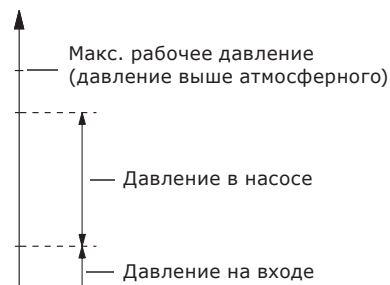 Макс. рабочее давление
(давление выше атмосферного)
Давление в насосе
Давление на входе